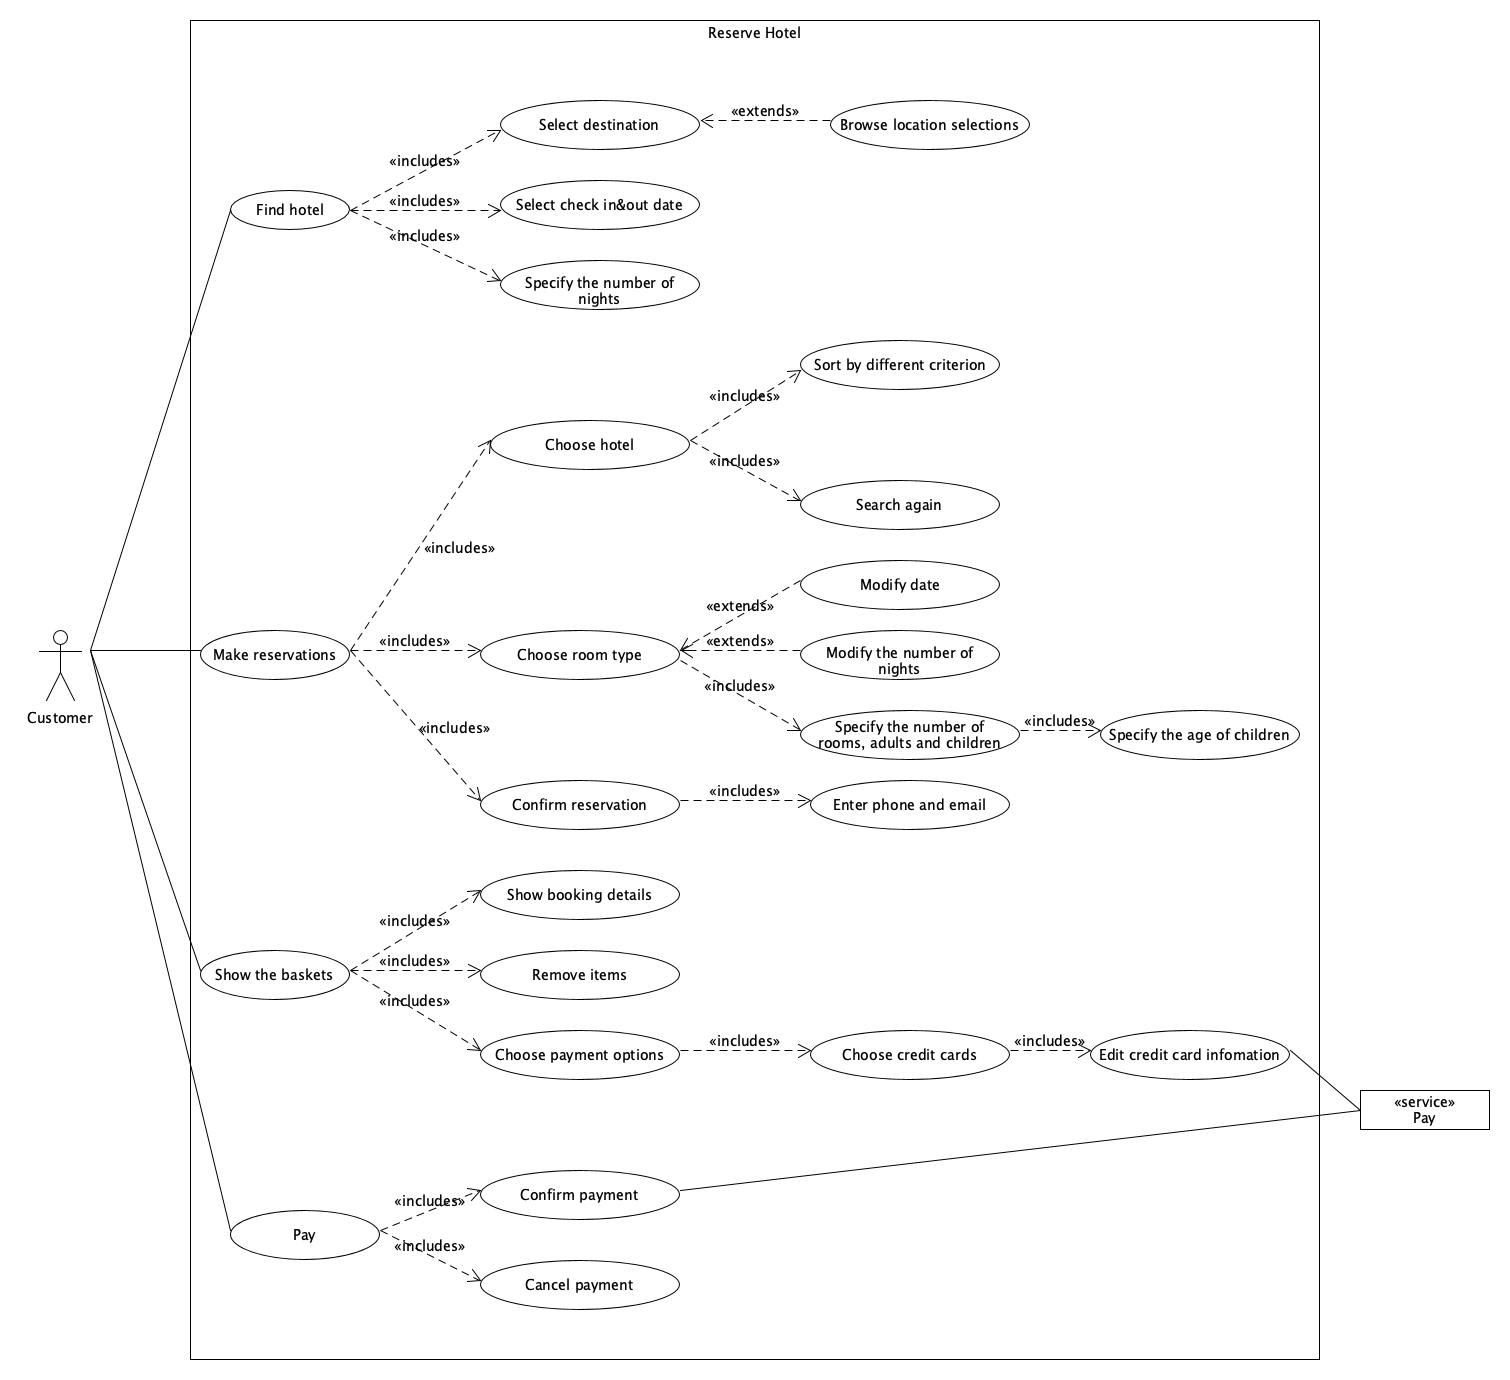 Reserve Hotel
Select destination
«extends»
Browse location selections
«includes»
Find hotel
«includes»
Select check in&out date
«includes»
Specify the number of
nights
Sort by different criterion
«includes»
Choose hotel
«includes»
Search again
«includes»
Modify date
«extends»
Make reservations
«includes»
Choose room type
«extends»
Modify the number of
nights
«includes»
Specify the number of
rooms, adults and children
«includes»
Specify the age of children
Customer
«includes»
Confirm reservation
«includes»
Enter phone and email
Show booking details
«includes»
Show the baskets
«includes»
Remove items
«includes»
Choose payment options
«includes»
Choose credit cards
«includes»
Edit credit card infomation
«service»
Pay
«includes»
Confirm payment
Pay
«includes»
Cancel payment